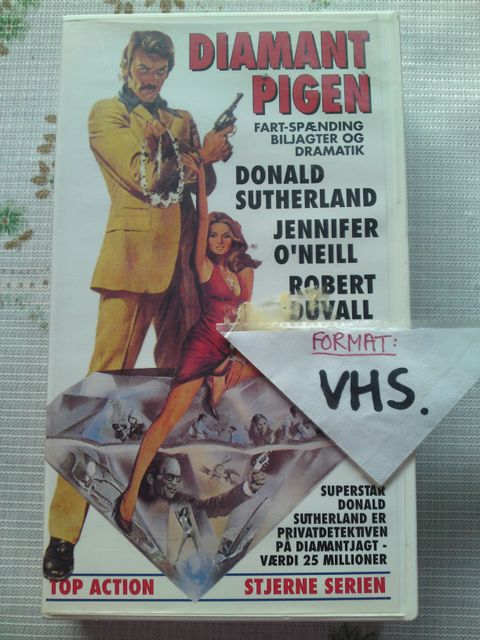 DIAMANT
PIGEN
FART-SPÆNDING
BILJAGTER OG
DRAMATIK
DONALD
SUTHERLAND
JENNIFER
O'NEILL
ROBERT
DUVALL
FORMAT:
VHS.
SUPERSTAR
DONALD
SUTHERLAND ER
PRIVATDETEKTIVEN
PÅ DIAMANTJAGT -
VÆRDI 25 MILLIONER
TOP ACTION STJERNE SERIEN